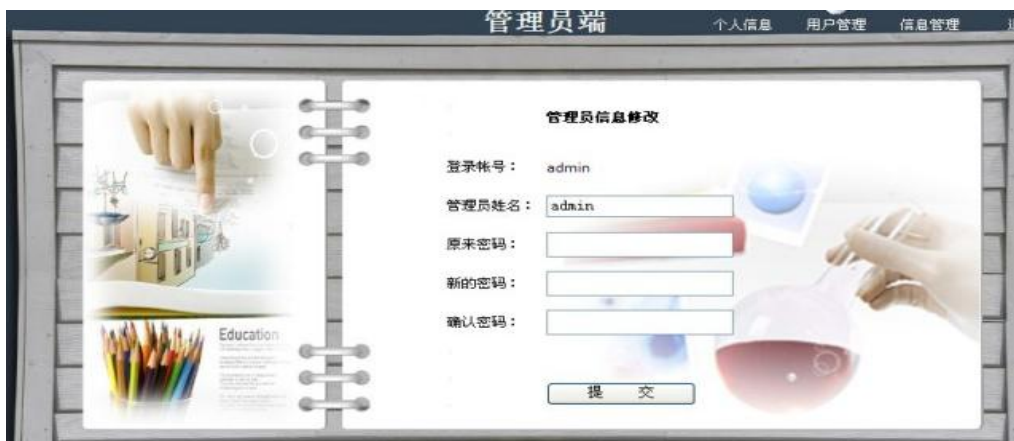 管理员端
个人信息 用户管理 信息管理
管理员信息修改
登录帐号： admin
管理员姓名： admin
原来密码：
新的密码：
确认密码：
提 交
Education